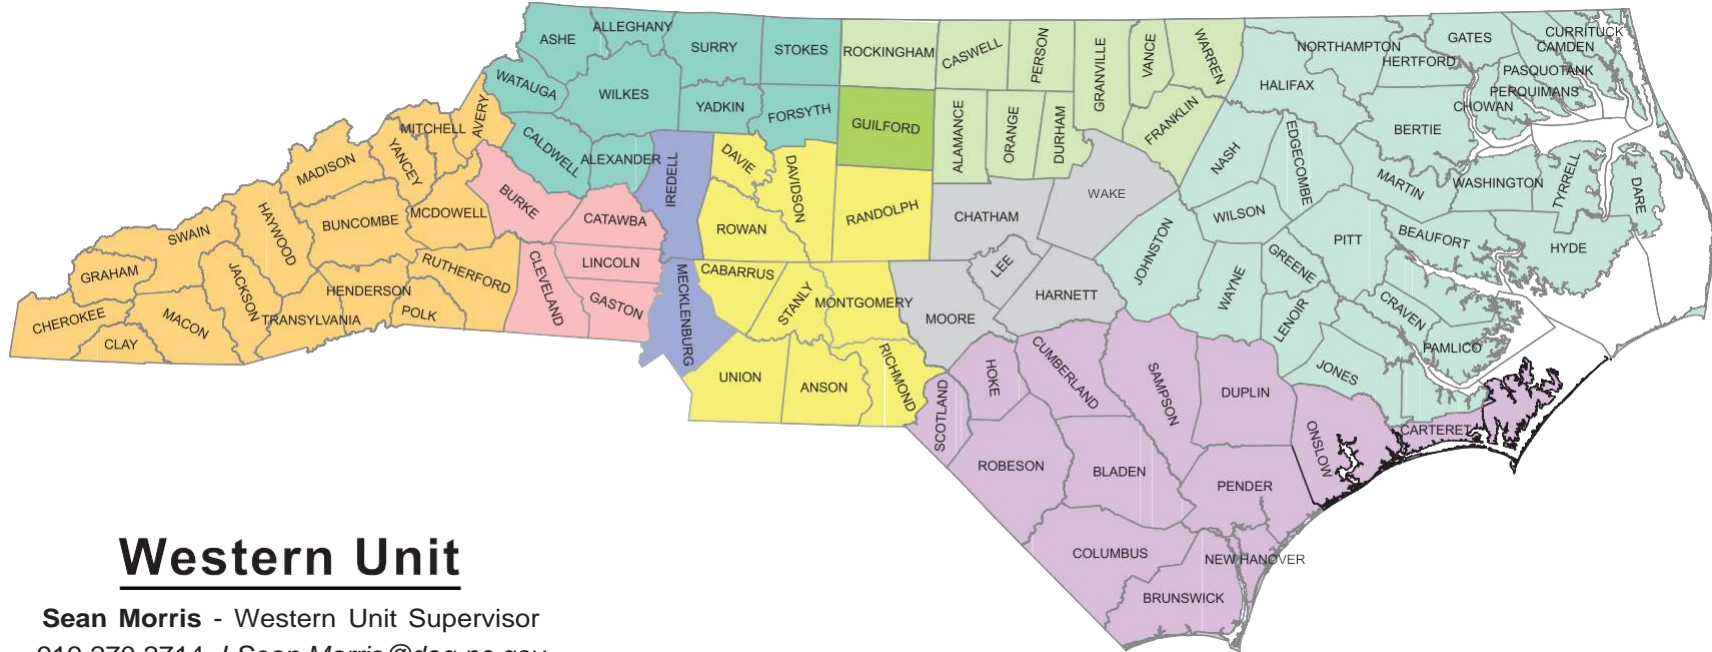 ASHE
ALLEGHANY
SURRY
STOKES
ROCKINGHAM
CASWELL
PERSON
GRANVILLE
VANCE
WARREN
NORTHAMPTON
HERTFORD
GATES
CURRITUCK
CAMDEN
PASQUOTANK
PERQUIMANS
CHOWAN
WATAUGA
WILKES
YADKIN
FORSYTH
GUILFORD
ALAMANCE
ORANGE
DURHAM
FRANKLIN
HALIFAX
BERTIE
AVERY
MITCHELL
YANCEY
MADISON
CALDWELL
ALEXANDER
IREDELL
DAVIE
DAVIDSON
RANDOLPH
CHATHAM
WAKE
NASH
EDGECOMBE
MARTIN
WASHINGTON
TYRRELL
DARE
SWAIN
HAYWOOD
BUNCOMBE
MCDOWELL
BURKE
CATAWBA
ROWAN
WILSON
PITT
BEAUFORT
HYDE
GRAHAM
JACKSON
HENDERSON
RUTHERFORD
CLEVELAND
LINCOLN
GASTON
MECKLENBURG
CABARRUS
STANLY
MONTGOMERY
LEE
HARNETT
JOHNSTON
WAYNE
GREENE
LENOIR
CRAVEN
PAMLICO
CHEROKEE
CLAY
MACON
TRANSYLVANIA
POLK
UNION
ANSON
RICHMOND
MOORE
SCOTLAND
HOKE
CUMBERLAND
SAMPSON
DUPLIN
JONES
ONSLOW
CARTERET
ROBESON
BLADEN
PENDER
COLUMBUS
NEW HANOVER
BRUNSWICK
Western Unit
Sean Morris - Western Unit Supervisor